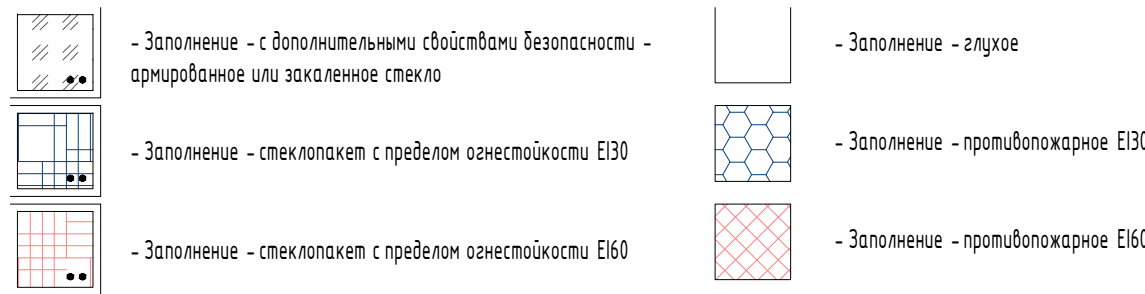 - Заполнение - с дополнительными свойствами безопасности -
армированное или закаленное стекло
- Заполнение - стеклопакет с пределом огнестойкости EI30
- Заполнение - стеклопакет с пределом огнестойкости EI60
- Заполнение - глухое
- Заполнение - противопожарное EI30
- Заполнение - противопожарное EI60